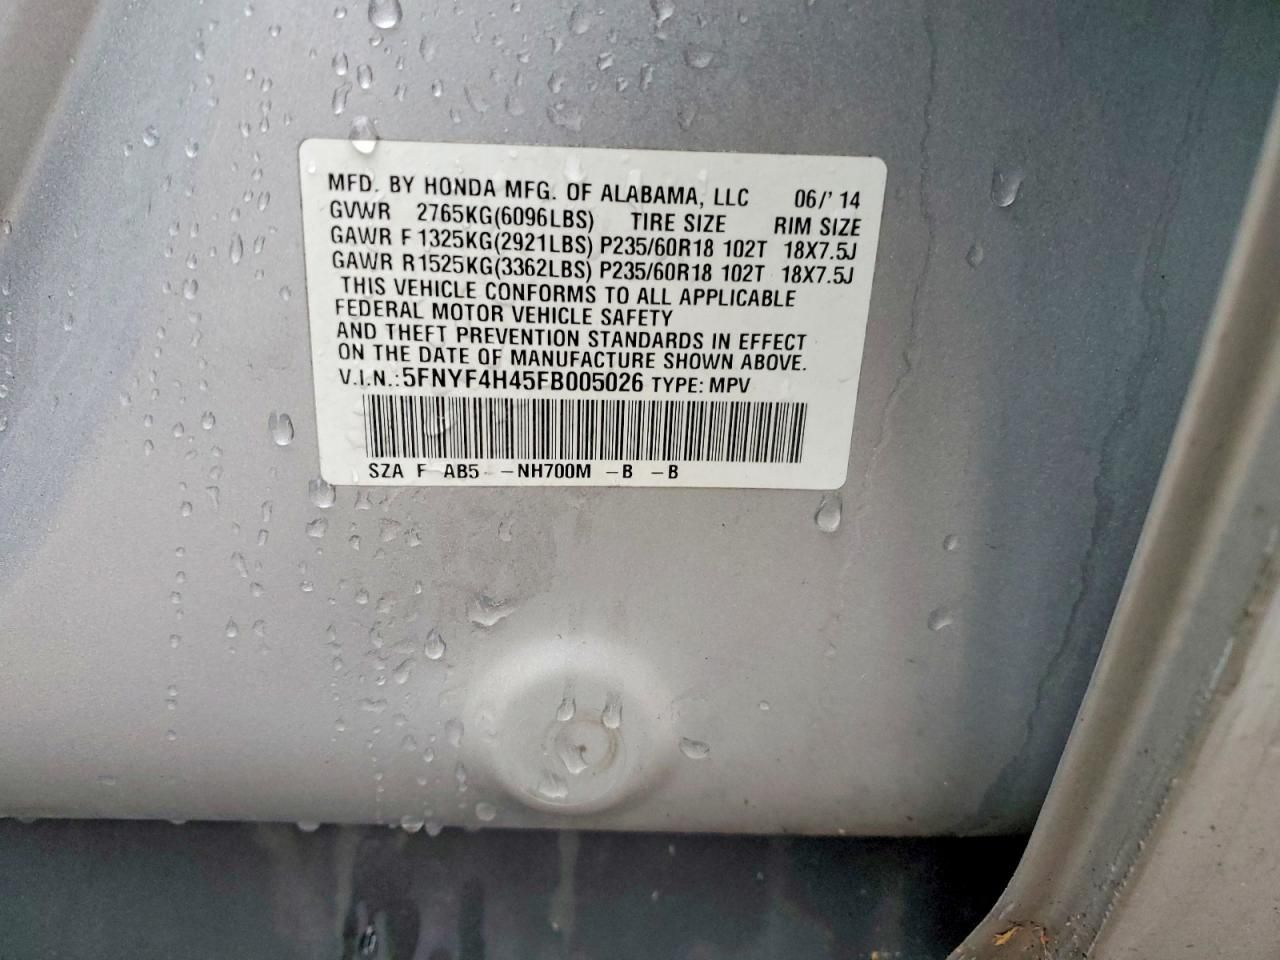 MFD. BY HONDA MFG. OF ALABAMA, LLC 06/'14
GVWR 2765KG(6096LBS) TIRE SIZE RIM SIZE
GAWR F 1325KG(2921LBS) P235/60R18 102T 18X7.5J
GAWR R1525KG(3362LBS) P235/60R18 102T 18X7.5J
THIS VEHICLE CONFORMS TO ALL APPLICABLE
FEDERAL MOTOR VEHICLE SAFETY
AND THEFT PREVENTION STANDARDS IN EFFECT
ON THE DATE OF MANUFACTURE SHOWN ABOVE.
V.I.N.:5FNYF4H45FB005026 TYPE: MPV
SZA F AB5 --NH700M -B -B